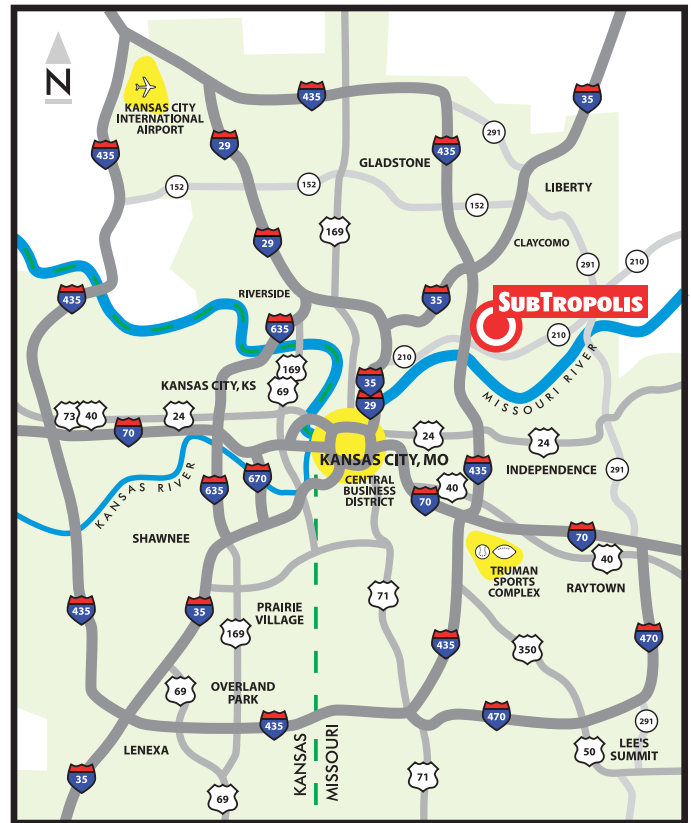 N
KANSAS CITY
INTERNATIONAL
AIRPORT
435
35
291
29
435
435
GLADSTONE
152
152
LIBERTY
152
169
29
CLAYCOMO
291
210
435
35
SUBTROPOLIS
RIVERSIDE
635
210
210
169
35
KANSAS CITY, KS
69
29
MISSOURI RIVER
73
40
24
70
24
24
KANSAS CITY, MO
INDEPENDENCE
435
291
670
635
CENTRAL
BUSINESS
DISTRICT
40
70
KANSAS RIVER
SHAWNEE
70
40
TRUMAN
SPORTS
COMPLEX
RAYTOWN
435
35
PRAIRIE
VILLAGE
71
169
435
350
470
69
OVERLAND
PARK
435
470
291
LENEXA
KANSAS
MISSOURI
50
LEE'S
SUMMIT
35
69
71